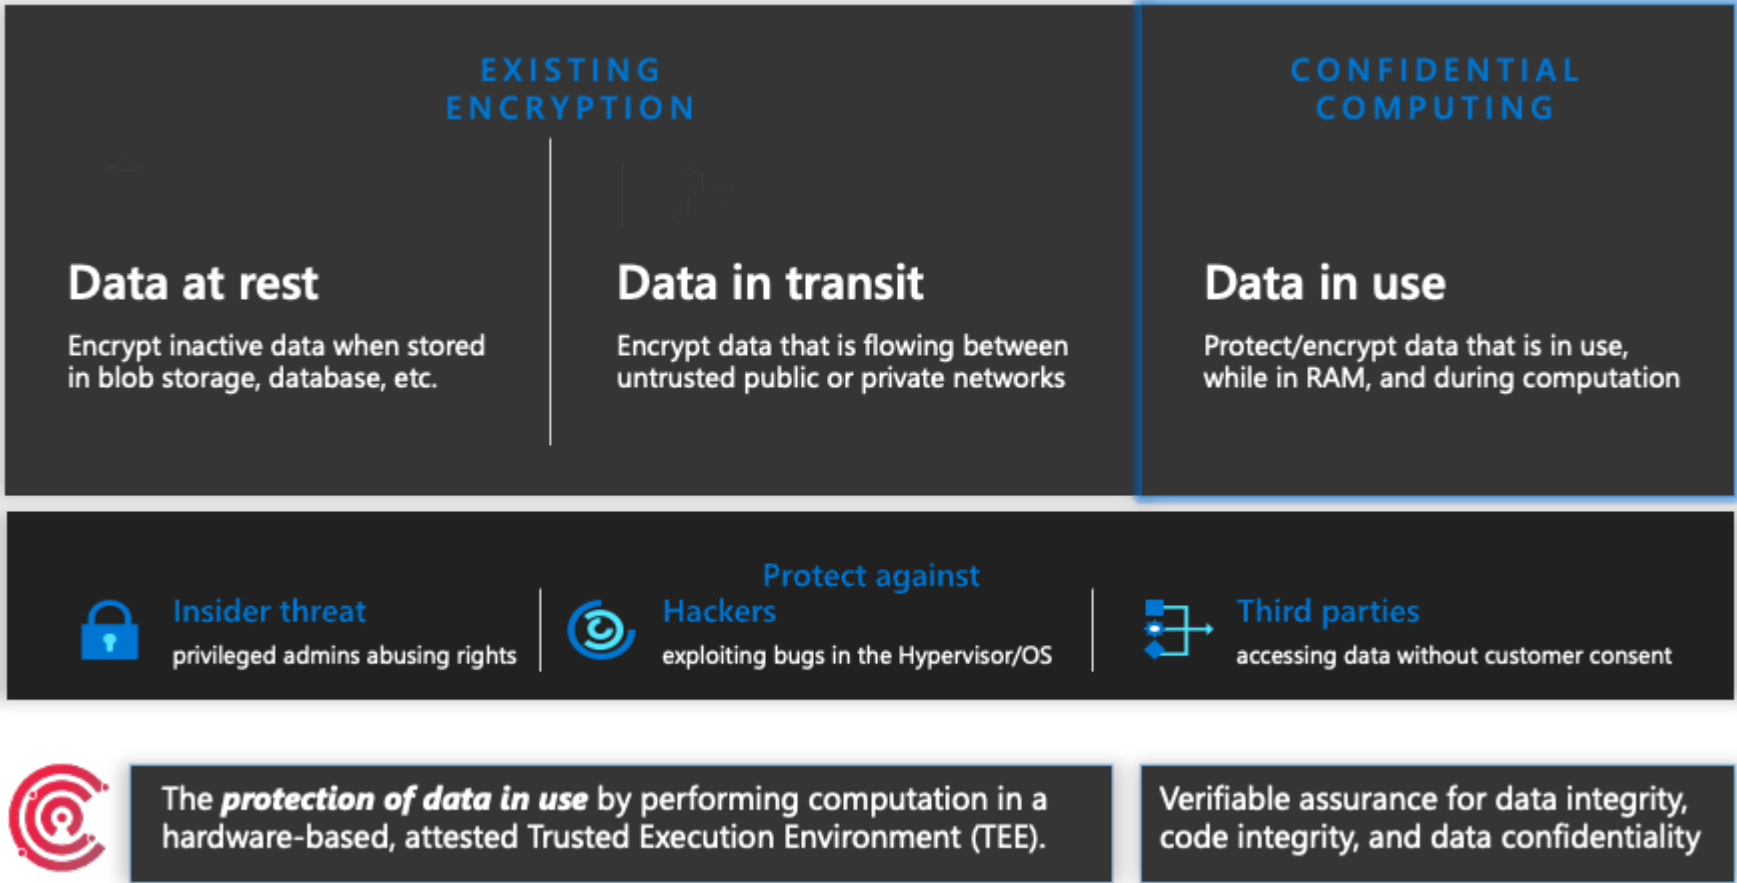 EXISTING
ENCRYPTION
CONFIDENTIAL
COMPUTING
Data at rest
Encrypt inactive data when stored
in blob storage, database, etc.
Data in transit
Encrypt data that is flowing between
untrusted public or private networks
Data in use
Protect/encrypt data that is in use,
while in RAM, and during computation
Protect against
Insider threat
privileged admins abusing rights
Hackers
exploiting bugs in the Hypervisor/OS
Third parties
accessing data without customer consent
The protection of data in use by performing computation in a
hardware-based, attested Trusted Execution Environment (TEE).
Verifiable assurance for data integrity,
code integrity, and data confidentiality